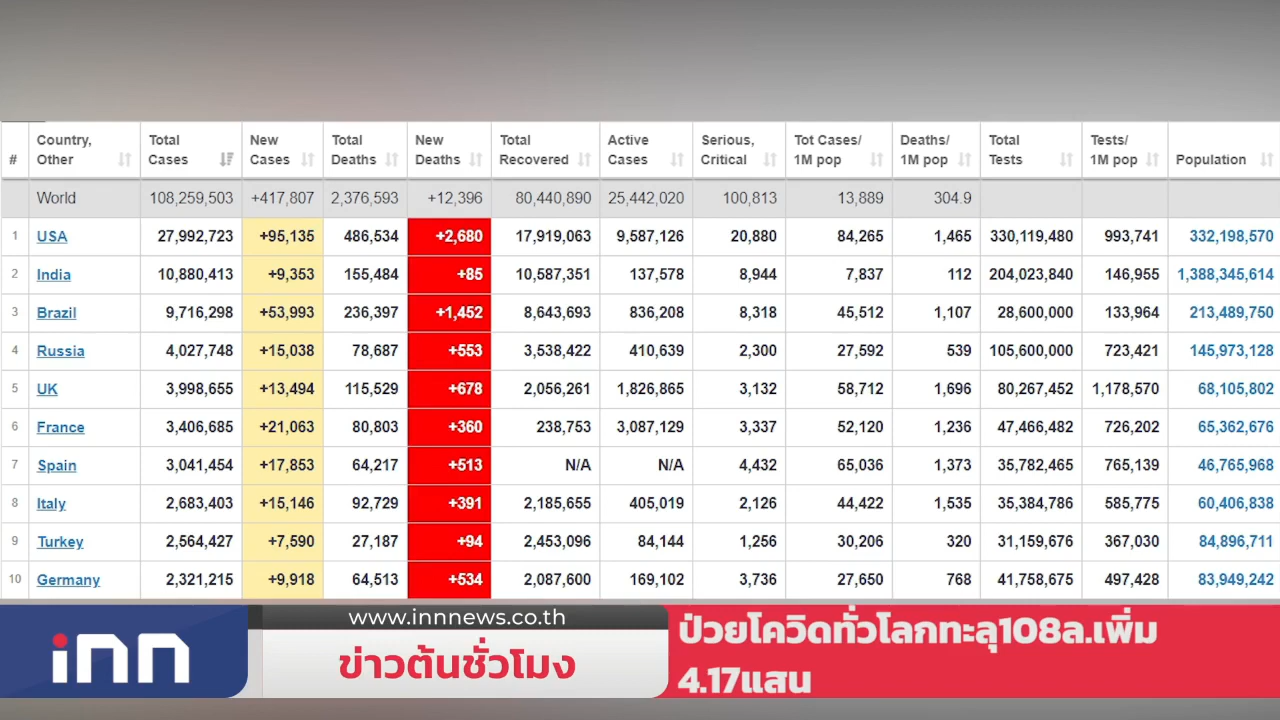 # Country, Other Total Cases New Cases Total Deaths New Deaths Total Recovered Active Cases Serious, Critical Tot Cases/ 1M pop Deaths/ 1M pop Total Tests Tests/ 1M pop Population
World 108,259,503 +417,807 2,376,593 +12,396 80,440,890 25,442,020 100,813 13,889 304.9
1 USA 27,992,723 +95,135 486,534 +2,680 17,919,063 9,587,126 20,880 84,265 1,465 330,119,480 993,741 332,198,570
2 India 10,880,413 +9,353 155,484 +85 10,587,351 137,578 8,944 7,837 112 204,023,840 146,955 1,388,345,614
3 Brazil 9,716,298 +53,993 236,397 +1,452 8,643,693 836,208 8,318 45,512 1,107 28,600,000 133,964 213,489,750
4 Russia 4,027,748 +15,038 78,687 +553 3,538,422 410,639 2,300 27,592 539 105,600,000 723,421 145,973,128
5 UK 3,998,655 +13,494 115,529 +678 2,056,261 1,826,865 3,132 58,712 1,696 80,267,452 1,178,570 68,105,802
6 France 3,406,685 +21,063 80,803 +360 238,753 3,087,129 3,337 52,120 1,236 47,466,482 726,202 65,362,676
7 Spain 3,041,454 +17,853 64,217 +513 N/A N/A 4,432 65,036 1,373 35,782,465 765,139 46,765,968
8 Italy 2,683,403 +15,146 92,729 +391 2,185,655 405,019 2,126 44,422 1,535 35,384,786 585,775 60,406,838
9 Turkey 2,564,427 +7,590 27,187 +94 2,453,096 84,144 1,256 30,206 320 31,159,676 367,030 84,896,711
10 Germany 2,321,215 +9,918 64,513 +534 2,087,600 169,102 3,736 27,650 768 41,758,675 497,428 83,949,242
inn
www.innnews.co.th
ข่าวต้นชั่วโมง
ป่วยโควิดทั่วโลกทะลุ108ล.เพิ่ม
4.17แสน